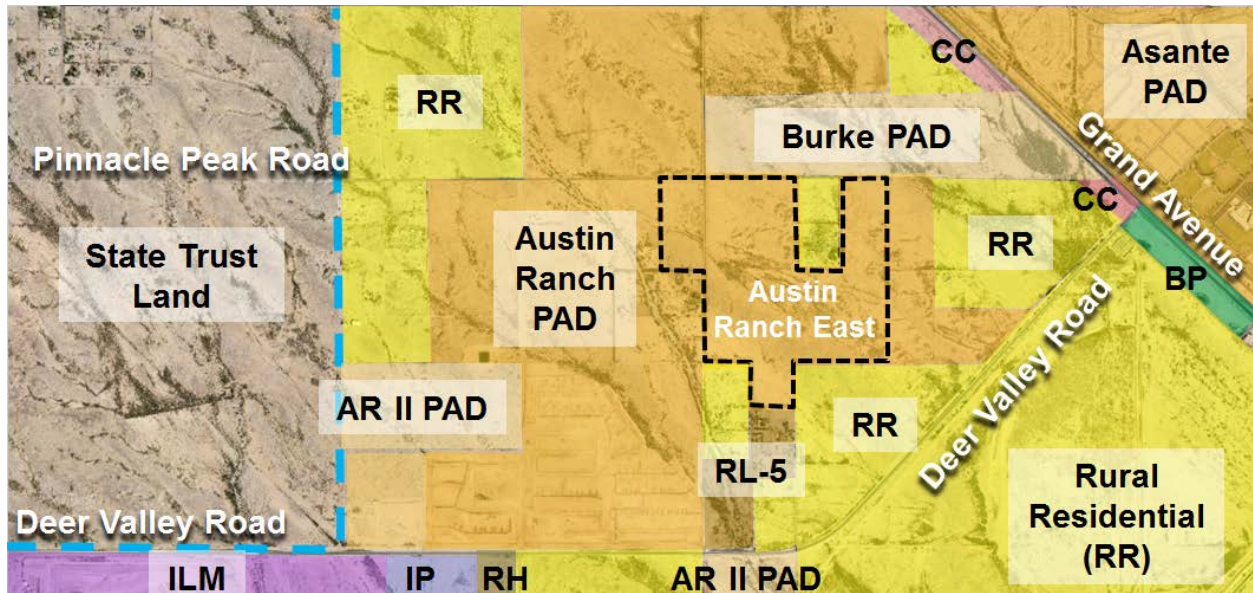 CC
Asante
PAD
RR
Burke PAD
Pinnacle Peak Road
Grand Avenue
CC
State Trust
Land
Austin
Ranch
PAD
RR
BP
Austin
Ranch East
Deer Valley Road
AR II PAD
RR
RL-5
Rural
Residential
(RR)
Deer Valley Road
ILM
IP
RH
AR II PAD